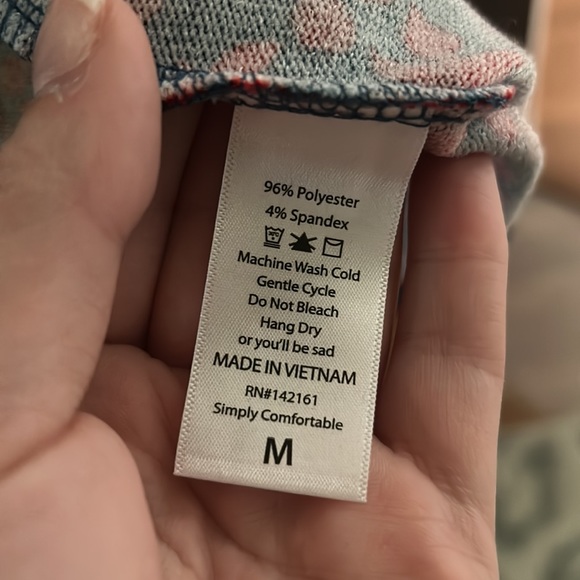 96% Polyester
4% Spandex
Machine Wash Cold
Gentle Cycle
Do Not Bleach
Hang Dry
or you'll be sad
MADE IN VIETNAM
RN#142161
Simply Comfortable
M